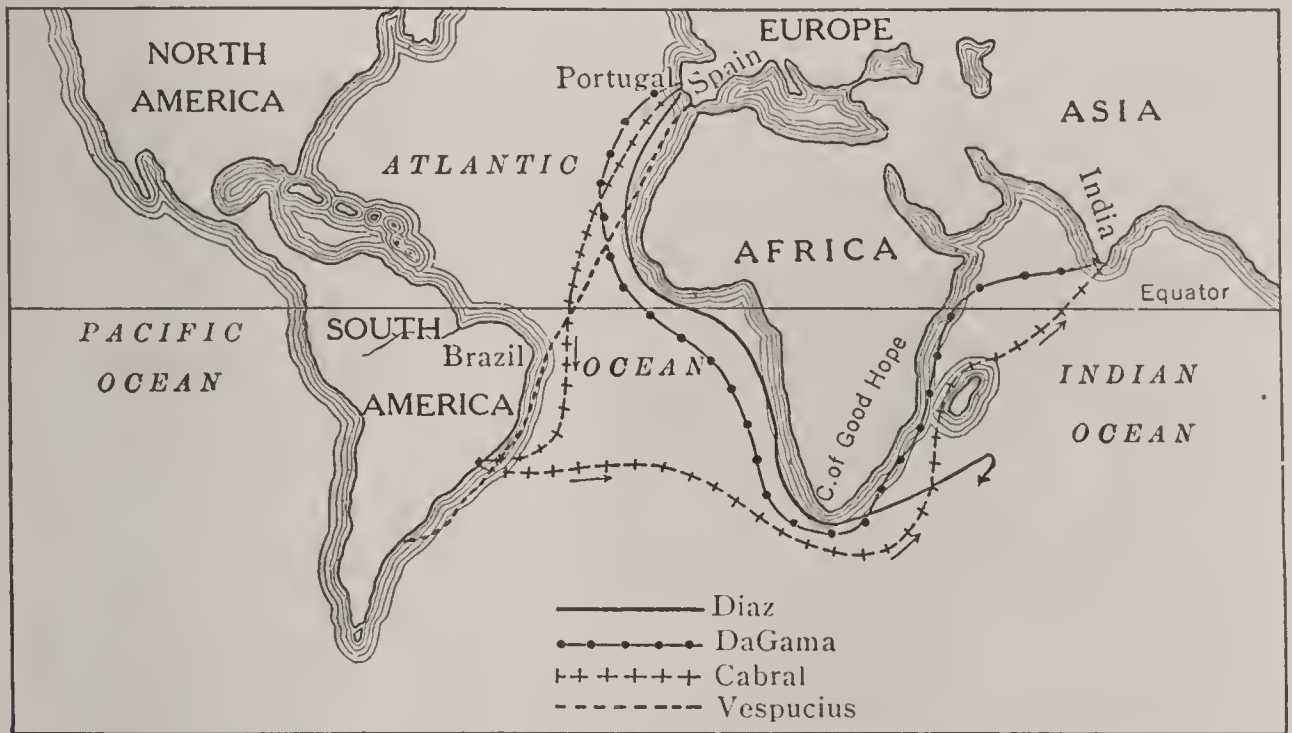 NORTH
AMERICA
EUROPE
Portugal
Spain
ASIA
ATLANTIC
India
AFRICA
Equator
PACIFIC
OCEAN
SOUTH
Brazil
AMERICA
OCEAN
C. of Good Hope
INDIAN
OCEAN
Diaz
DaGama
Cabral
Vespucius